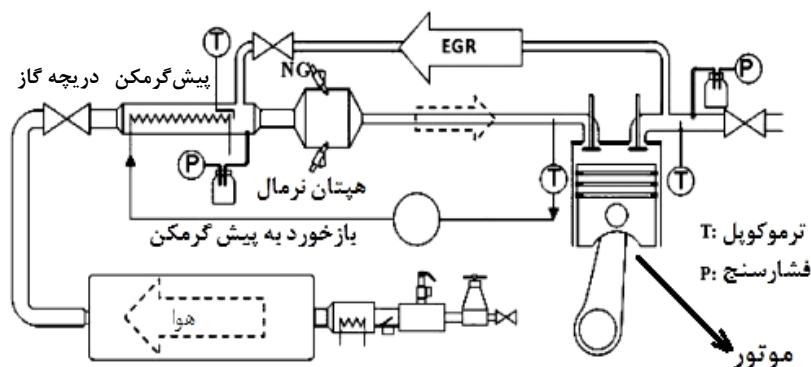 EGR
P
T
پیش‌گرمکن
دریچه گاز
NG
P
هپتان نرمال
T
T
بازخورد به پیش گرمکن
T: ترموکوپل
P: فشارسنج
هوا
موتور